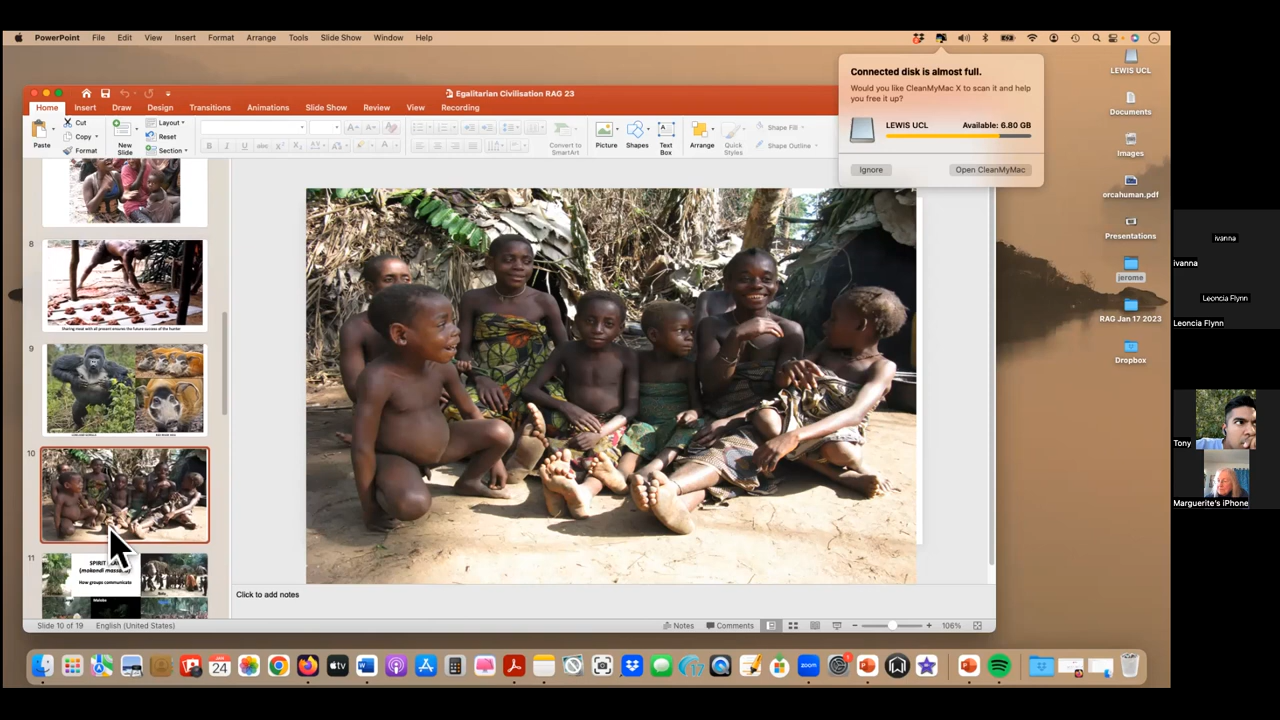 PowerPoint File Edit View Insert Format Arrange Tools Slide Show Window Help
Egalitarian Civilisation RAG 23
Home Insert Draw Design Transitions Animations Slide Show Review View Recording
Paste
Cut
Copy
Format
New Slide
Layout
Reset
Section
Convert to SmartArt
Picture
Shapes
Text Box
Arrange
Quick Styles
Shape Fill
Shape Outline
Connected disk is almost full.
Would you like CleanMyMac X to scan it and help
you free it up?
LEWIS UCL Available: 6.80 GB
Ignore Open CleanMyMac
LEWIS UCL
Documents
Images
orcahuman.pdf
Presentations
jerome
RAG Jan 17 2023
Dropbox
8
Sharing meat with all present ensures the future success of the hunter
9
10
11
How groups communicate
Click to add notes
Slide 10 of 19 English (United States) Notes Comments 106%
24
tv
zoom
ivanna
ivanna
Leoncia Flynn
Leoncia Flynn
Tony
Marguerite's iPhone